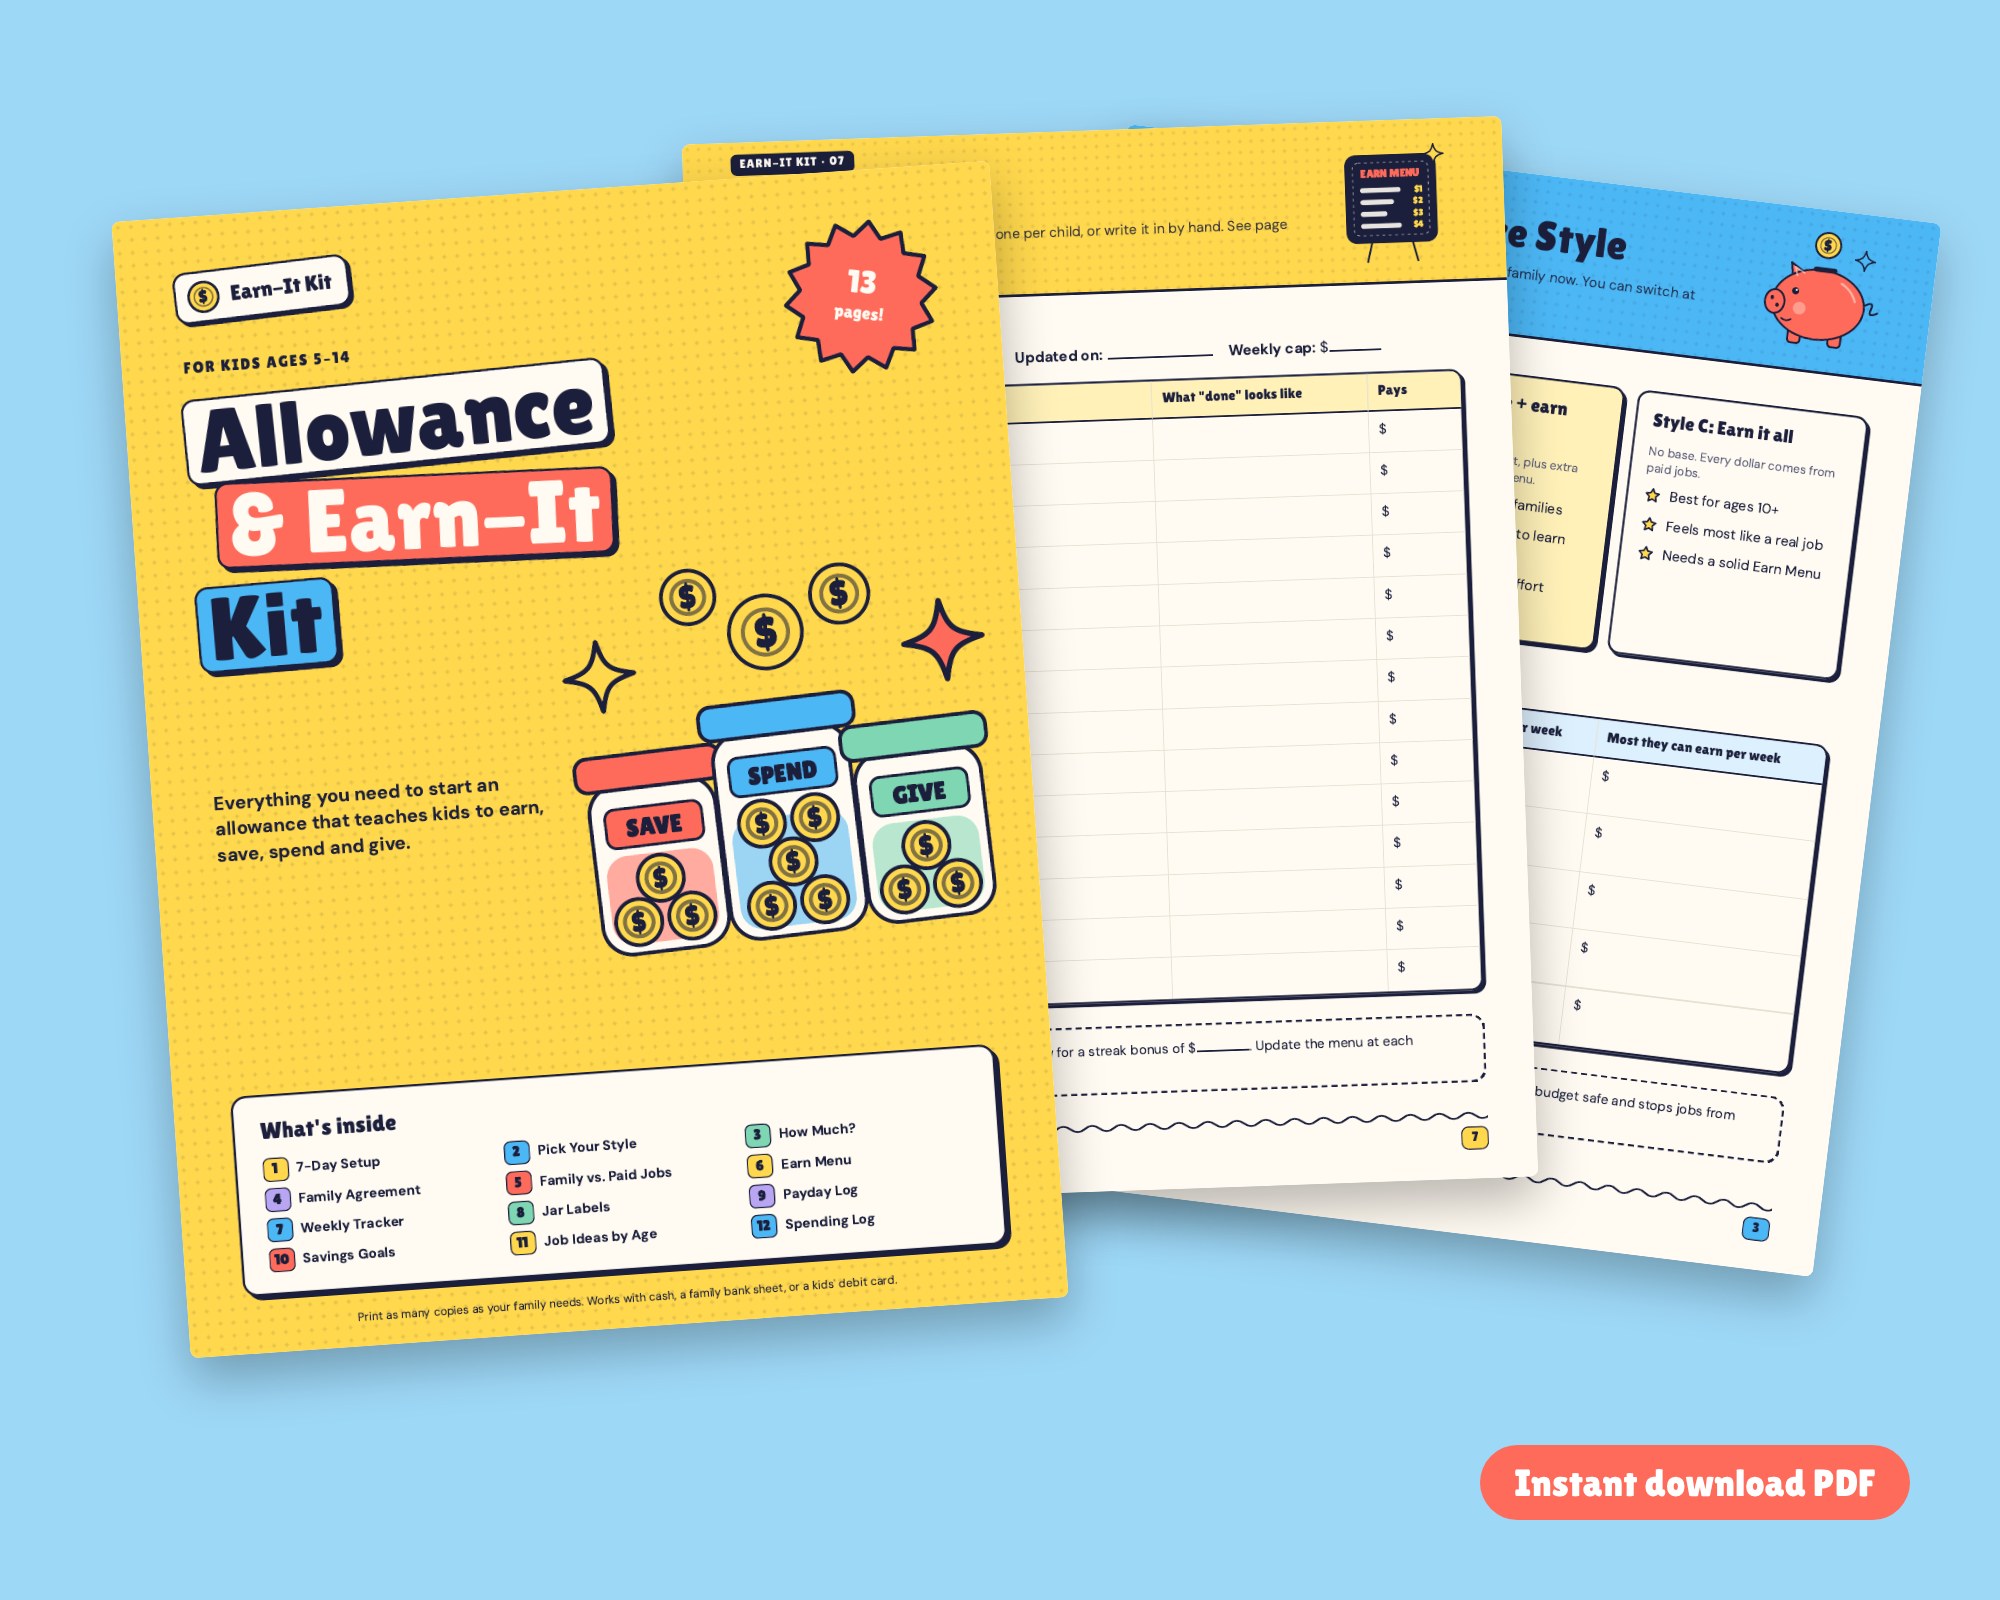 Earn-It Kit
13
pages!
FOR KIDS AGES 5-14
Allowance
& Earn-It
Kit
$
$
$
Everything you need to start an
allowance that teaches kids to earn,
save, spend and give.
SAVE
SPEND
GIVE
What's inside
1 7-Day Setup
2 Pick Your Style
3 How Much?
4 Family Agreement
5 Family vs. Paid Jobs
6 Earn Menu
7 Weekly Tracker
8 Jar Labels
9 Payday Log
10 Savings Goals
11 Job Ideas by Age
12 Spending Log
Print as many copies as your family needs. Works with cash, a family bank sheet, or a kids' debit card.
EARN-IT KIT · 07
one per child, or write it in by hand. See page
EARN MENU
$1
$2
$3
$4
Updated on: Weekly cap: $
What "done" looks like Pays
$
$
$
$
$
$
$
$
$
$
$
$
$
$
for a streak bonus of $ Update the menu at each
7
e Style
family now. You can switch at
$
+ earn
t, plus extra
enu.
families
to learn
ffort
Style C: Earn it all
No base. Every dollar comes from
paid jobs.
Best for ages 10+
Feels most like a real job
Needs a solid Earn Menu
r week Most they can earn per week
$
$
$
$
$
budget safe and stops jobs from
3
Instant download PDF